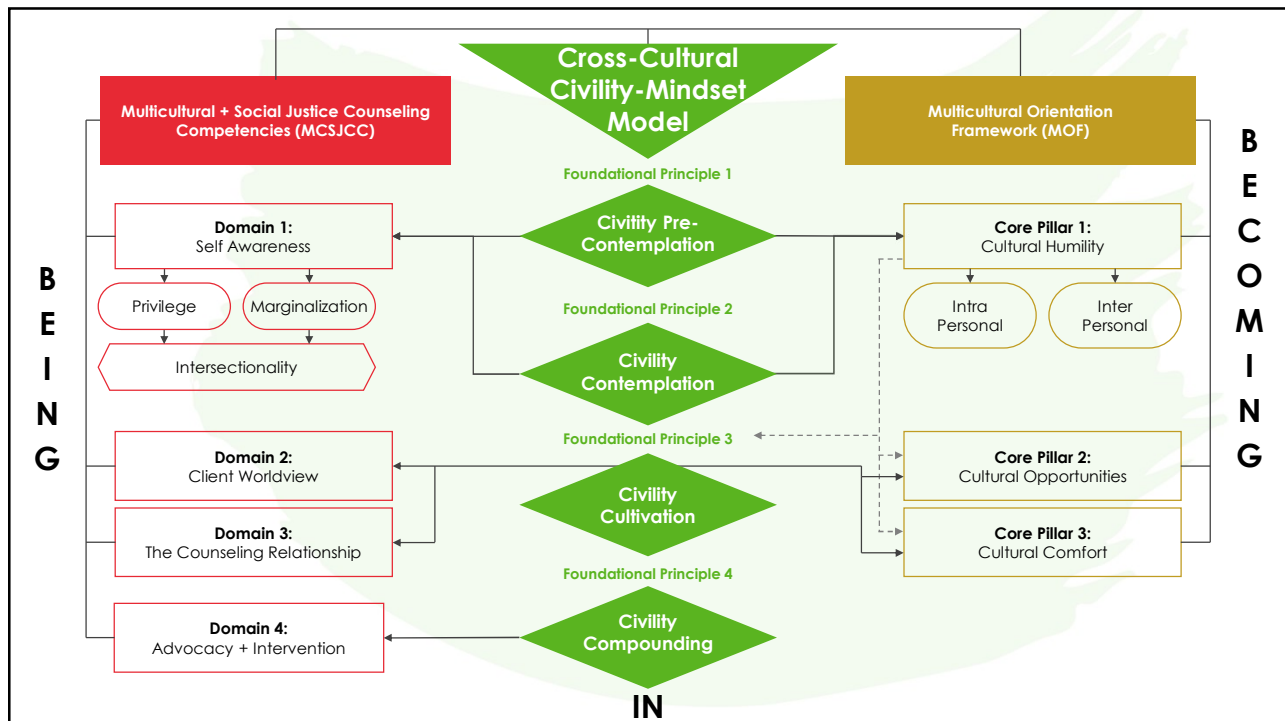 Cross-Cultural
Civility-Mindset
Model
Multicultural + Social Justice Counseling
Competencies (MCSJCC)
Multicultural Orientation
Framework (MOF)
BEING
BECOMING
Foundational Principle 1
Civitity Pre-
Contemplation
Domain 1:
Self Awareness
Core Pillar 1:
Cultural Humility
Privilege
Marginalization
Intersectionality
Intra
Personal
Inter
Personal
Foundational Principle 2
Civility
Contemplation
Foundational Principle 3
Civility
Cultivation
Domain 2:
Client Worldview
Core Pillar 2:
Cultural Opportunities
Domain 3:
The Counseling Relationship
Core Pillar 3:
Cultural Comfort
Foundational Principle 4
Civility
Compounding
Domain 4:
Advocacy + Intervention
IN